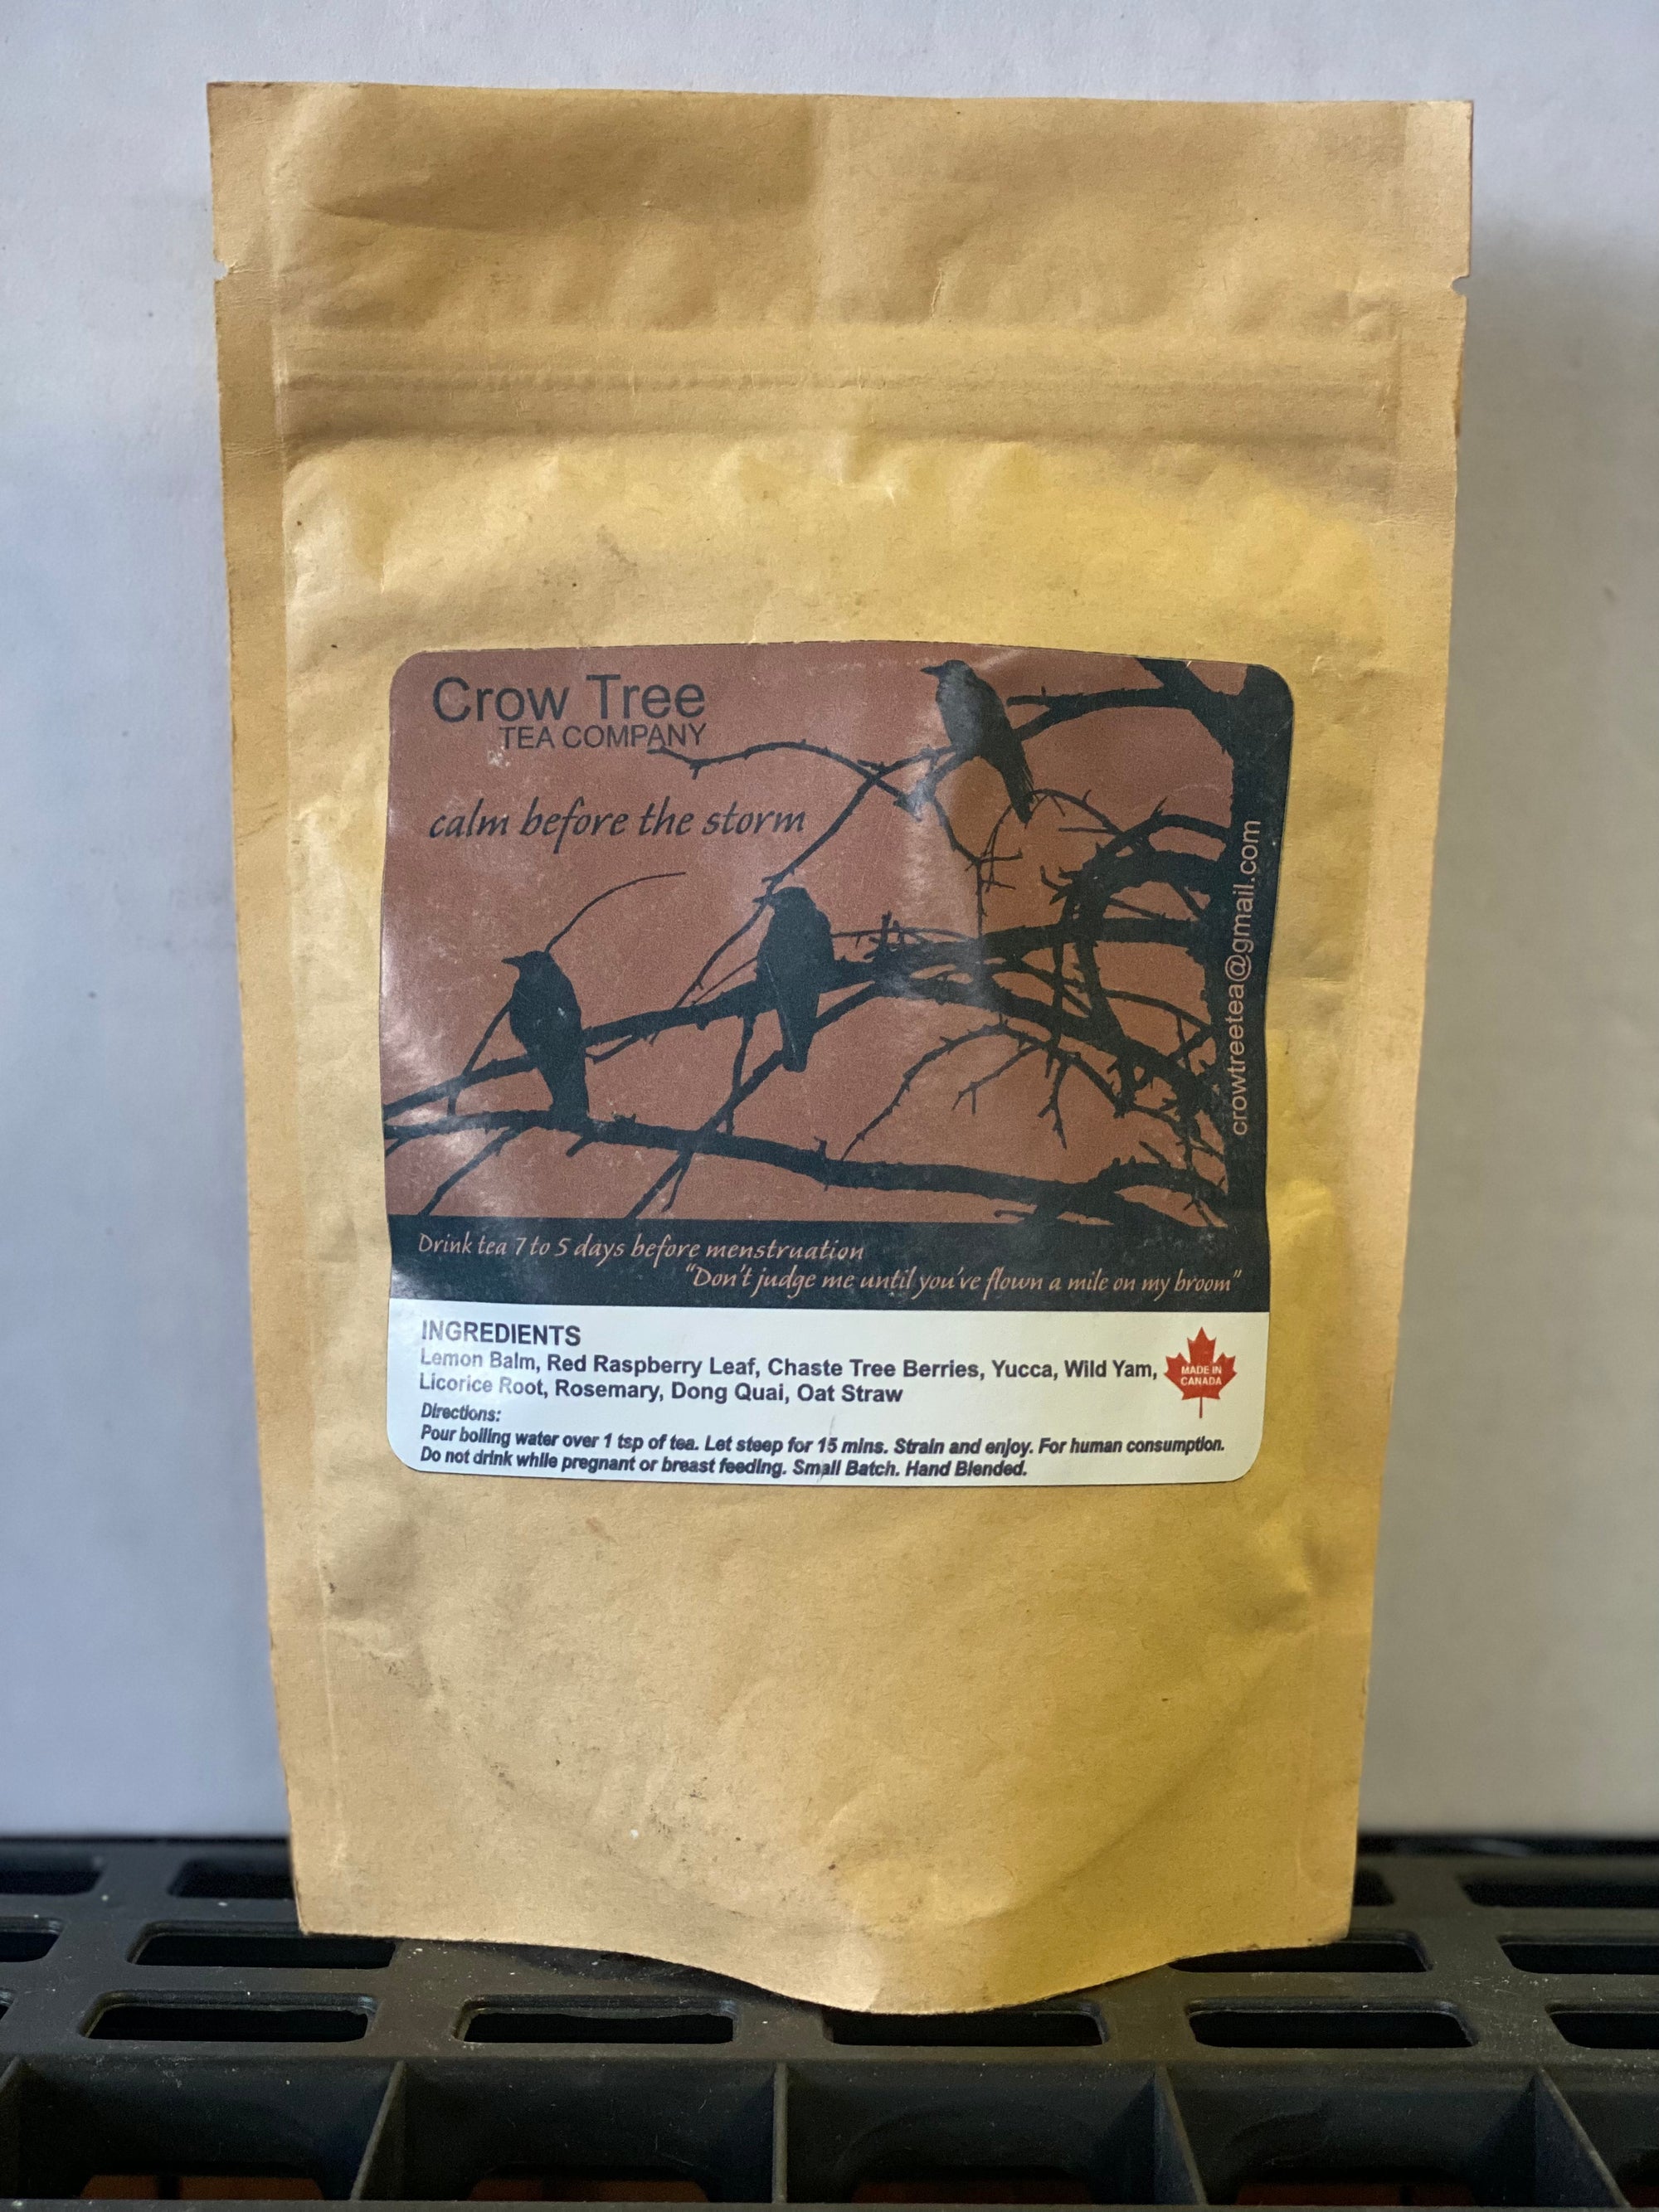 Crow Tree
TEA COMPANY
calm before the storm
crowtreetea@gmail.com
Drink tea 7 to 5 days before menstruation
"Don't judge me until you've flown a mile on my broom"
INGREDIENTS
Lemon Balm, Red Raspberry Leaf, Chaste Tree Berries, Yucca, Wild Yam,
Licorice Root, Rosemary, Dong Quai, Oat Straw
MADE IN
CANADA
Directions:
Pour boiling water over 1 tsp of tea. Let steep for 15 mins. Strain and enjoy. For human consumption.
Do not drink while pregnant or breast feeding. Small Batch. Hand Blended.